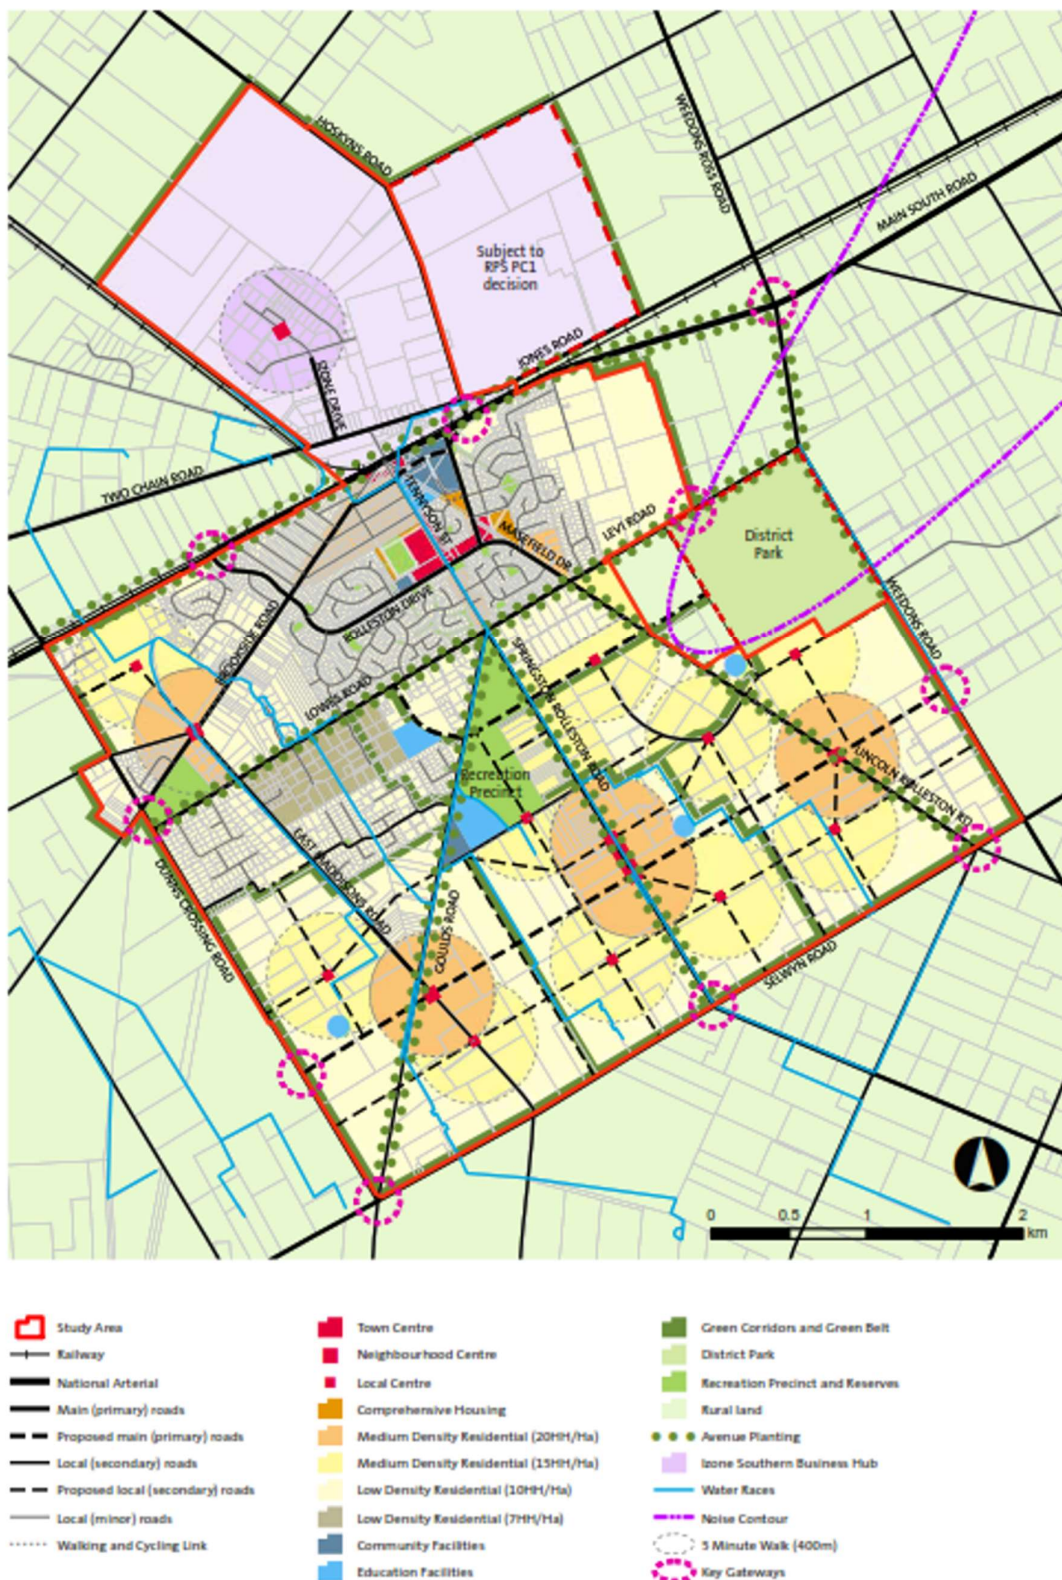 HOSKYNS ROAD
WEEDONS ROSS ROAD
MAIN SOUTH ROAD
Subject to
RPS PC1
decision
JONES ROAD
IZONE DRIVE
TWO CHAIN ROAD
TENNYSON ST
MASEFIELD DR
LEVI ROAD
District
Park
ROLLESTON DRIVE
BROOKSIDE ROAD
LOWES ROAD
SPRINGSTON ROLLESTON ROAD
WEEDONS ROAD
LINCOLN ROLLESTON RD
Recreation
Precinct
EAST MADDISONS ROAD
DUNNS CROSSING ROAD
GOULDS ROAD
SELWYN ROAD
0 0.5 1 2
km
Study Area
Railway
National Arterial
Main (primary) roads
Proposed main (primary) roads
Local (secondary) roads
Proposed local (secondary) roads
Local (minor) roads
Walking and Cycling Link
Town Centre
Neighbourhood Centre
Local Centre
Comprehensive Housing
Medium Density Residential (20HH/Ha)
Medium Density Residential (15HH/Ha)
Low Density Residential (10HH/Ha)
Low Density Residential (7HH/Ha)
Community Facilities
Education Facilities
Green Corridors and Green Belt
District Park
Recreation Precinct and Reserves
Rural land
Avenue Planting
Izone Southern Business Hub
Water Races
Noise Contour
5 Minute Walk (400m)
Key Gateways